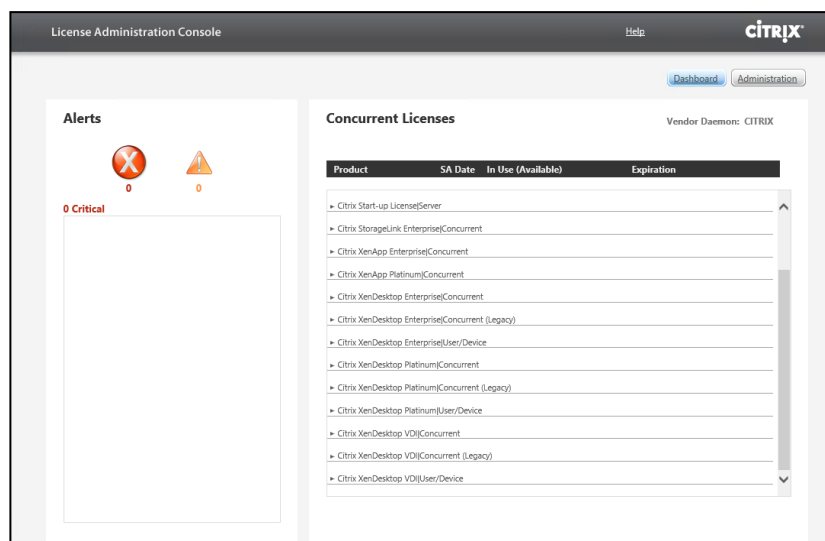 License Administration Console Help CITRIX
Dashboard Administration
Alerts
0 0
0 Critical
Concurrent Licenses Vendor Daemon: CITRIX
Product SA Date In Use (Available) Expiration
Citrix Start-up License|Server
Citrix StorageLink Enterprise|Concurrent
Citrix XenApp Enterprise|Concurrent
Citrix XenApp Platinum|Concurrent
Citrix XenDesktop Enterprise|Concurrent
Citrix XenDesktop Enterprise|Concurrent (Legacy)
Citrix XenDesktop Enterprise|User/Device
Citrix XenDesktop Platinum|Concurrent
Citrix XenDesktop Platinum|Concurrent (Legacy)
Citrix XenDesktop Platinum|User/Device
Citrix XenDesktop VDI|Concurrent
Citrix XenDesktop VDI|Concurrent (Legacy)
Citrix XenDesktop VDI|User/Device